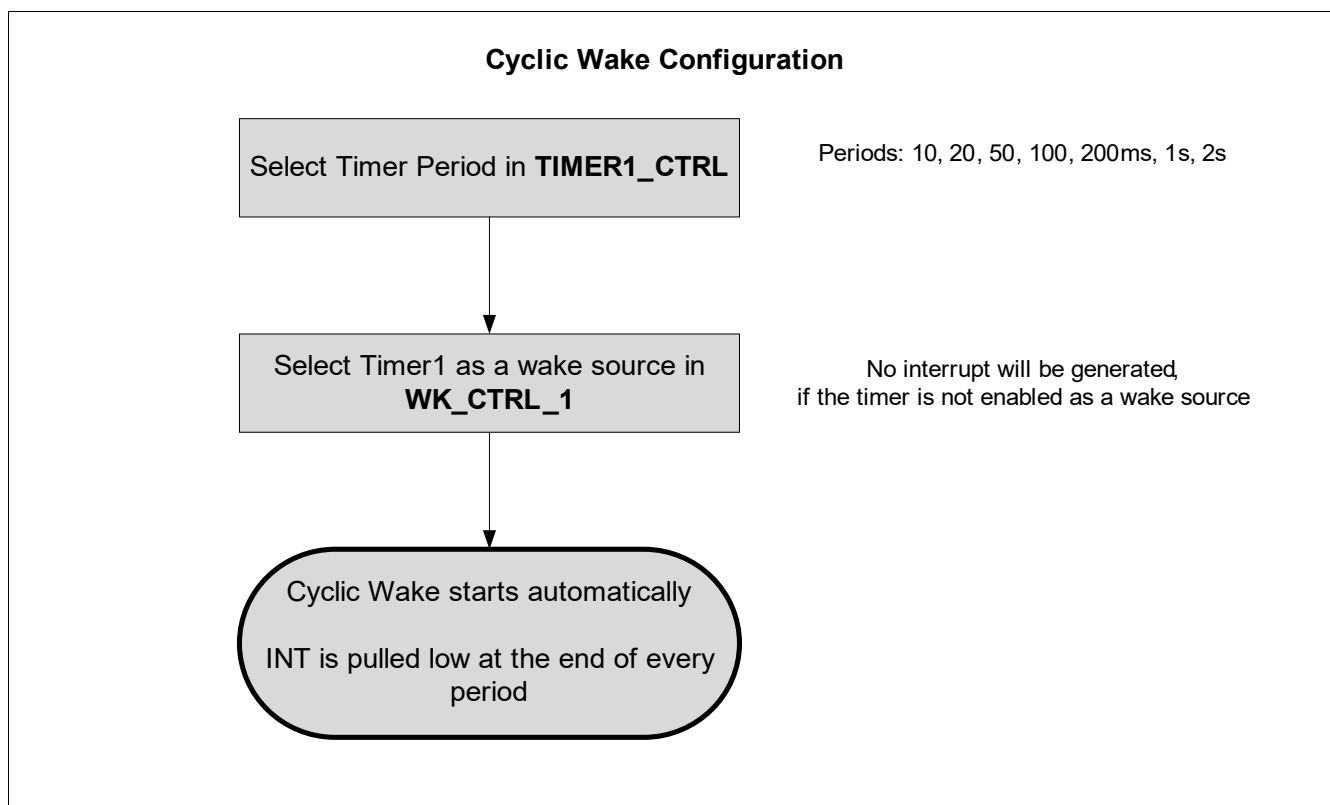 Cyclic Wake Configuration
Select Timer Period in TIMER1_CTRL
Periods: 10, 20, 50, 100, 200ms, 1s, 2s
Select Timer1 as a wake source in
WK_CTRL_1
No interrupt will be generated,
if the timer is not enabled as a wake source
Cyclic Wake starts automatically
INT is pulled low at the end of every
period